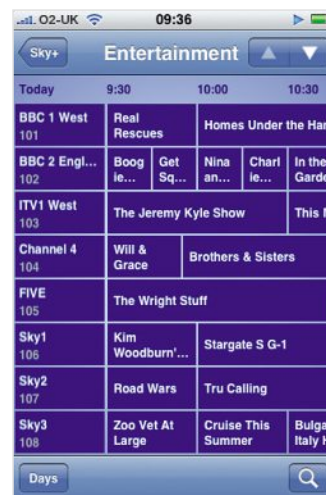 O2-UK 09:36
Sky+ Entertainment
Today 9:30 10:00 10:30
BBC 1 West
101
Real
Rescues
Homes Under the Ham
BBC 2 Engl...
102
Boog
ie...
Get
Sq...
Nina
an...
Charl
ie...
In the
Garde
ITV1 West
103
The Jeremy Kyle Show
This M
Channel 4
104
Will &
Grace
Brothers & Sisters
FIVE
105
The Wright Stuff
Sky1
106
Kim
Woodburn'...
Stargate S G-1
Sky2
107
Road Wars
Tru Calling
Sky3
108
Zoo Vet At
Large
Cruise This
Summer
Bulga
Italy H
Days